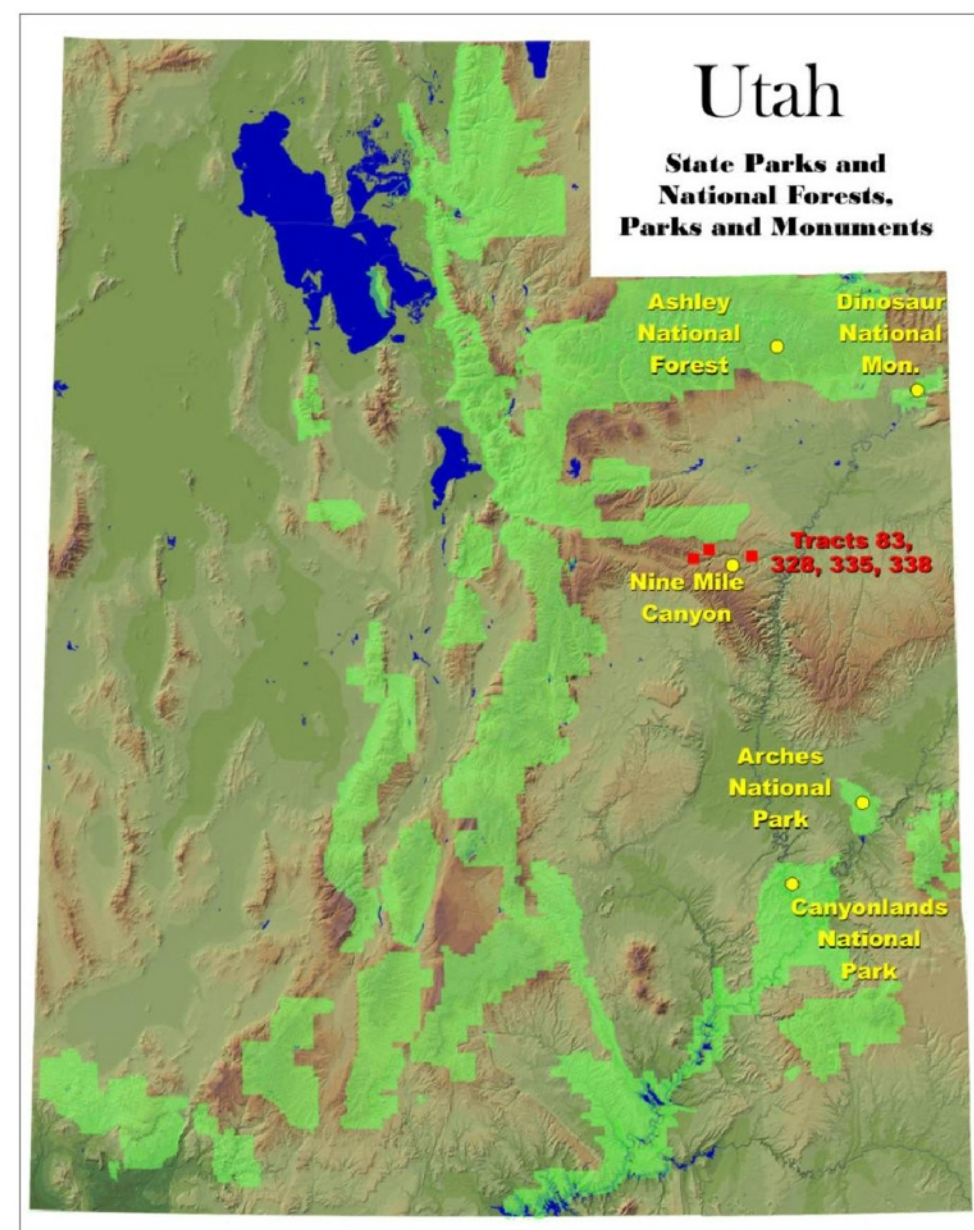 Utah
State Parks and
National Forests,
Parks and Monuments
Ashley
National
Forest
Dinosaur
National
Mon.
Tracts 83,
328, 335, 338
Nine Mile
Canyon
Arches
National
Park
Canyonlands
National
Park